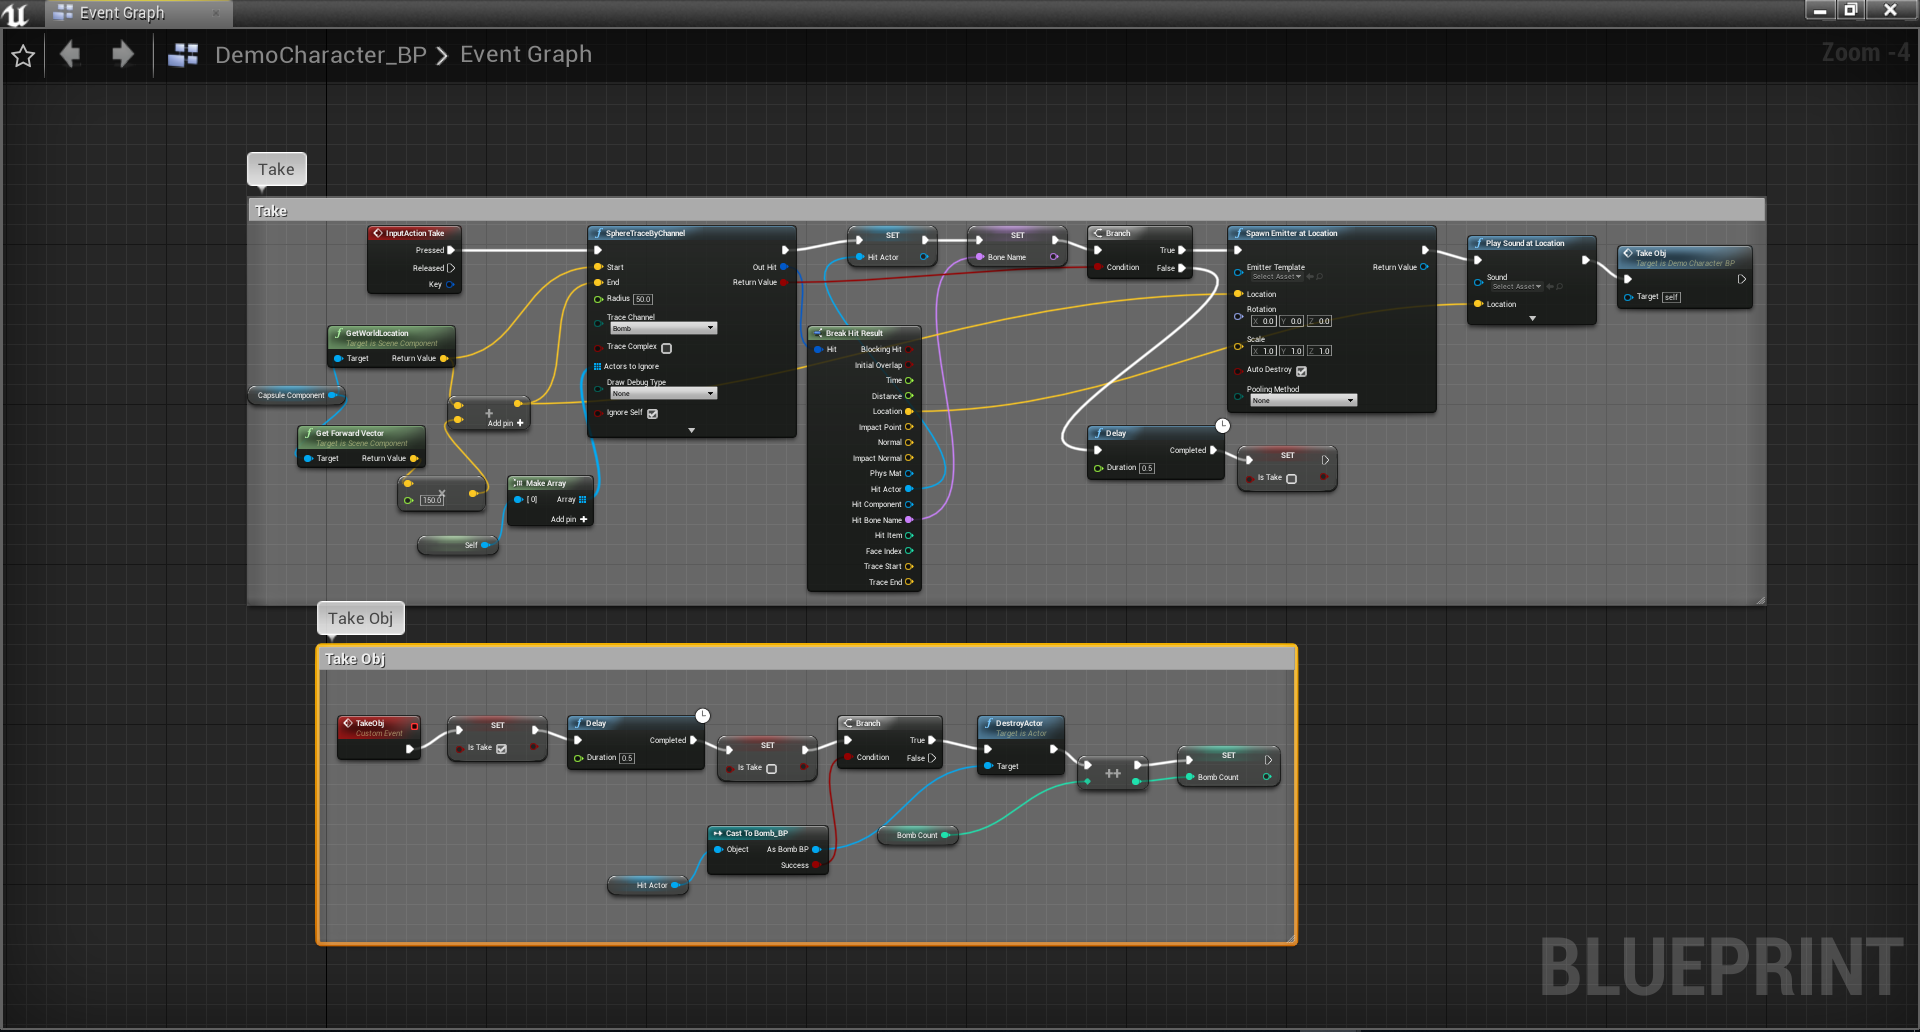 Event Graph
DemoCharacter_BP
Event Graph
Zoom -4
Take
Take
InputAction Take
Pressed
Released
Key
GetWorldLocation
Target is Scene Component
Target
Return Value
Capsule Component
Get Forward Vector
Target is Scene Component
Target
Return Value
150.0
Add pin
Self
Make Array
[ 0]
Array
Add pin
SphereTraceByChannel
Start
Out Hit
End
Return Value
Radius 50.0
Trace Channel
Bomb
Trace Complex
Actors to Ignore
Draw Debug Type
None
Ignore Self
SET
Hit Actor
SET
Bone Name
Break Hit Result
Hit
Blocking Hit
Initial Overlap
Time
Distance
Location
Impact Point
Normal
Impact Normal
Phys Mat
Hit Actor
Hit Component
Hit Bone Name
Hit Item
Face Index
Trace Start
Trace End
Branch
True
Condition
False
Spawn Emitter at Location
Emitter Template
Return Value
Select Asset
Location
Rotation
X 0.0 Y 0.0 Z 0.0
Scale
X 1.0 Y 1.0 Z 1.0
Auto Destroy
Pooling Method
None
Play Sound at Location
Sound
Select Asset
Location
Take Obj
Target is Demo Character BP
Target self
Delay
Completed
Duration 0.5
SET
Is Take
Take Obj
Take Obj
TakeObj
Custom Event
SET
Is Take
Delay
Completed
Duration 0.5
SET
Is Take
Branch
True
Condition
False
DestroyActor
Target is Actor
Target
++
SET
Bomb Count
Cast To Bomb_BP
Object
As Bomb BP
Success
Bomb Count
Hit Actor
BLUEPRINT